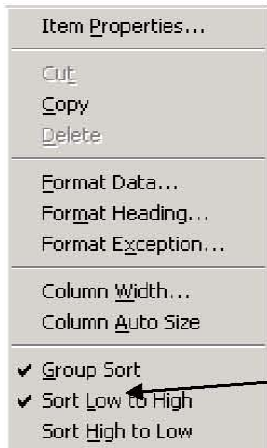 Item Properties...
Cut
Copy
Delete
Format Data...
Format Heading...
Format Exception...
Column Width...
Column Auto Size
✔ Group Sort
✔ Sort Low to High
Sort High to Low